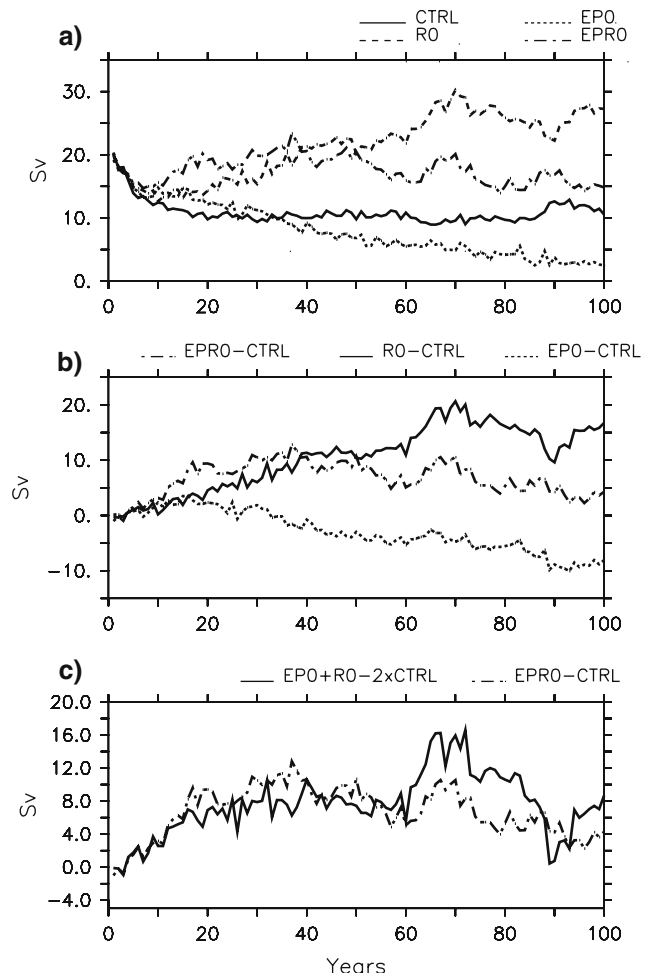 CTRL EP0
a) R0 EPR0
30.
20.
10.
0.
Sv
0 20 40 60 80 100
b) EPR0-CTRL R0-CTRL EP0-CTRL
20.
10.
0.
-10.
Sv
0 20 40 60 80 100
c) EP0+R0-2xCTRL EPR0-CTRL
20.0
16.0
12.0
8.0
4.0
0.0
-4.0
Sv
0 20 40 60 80 100
Years